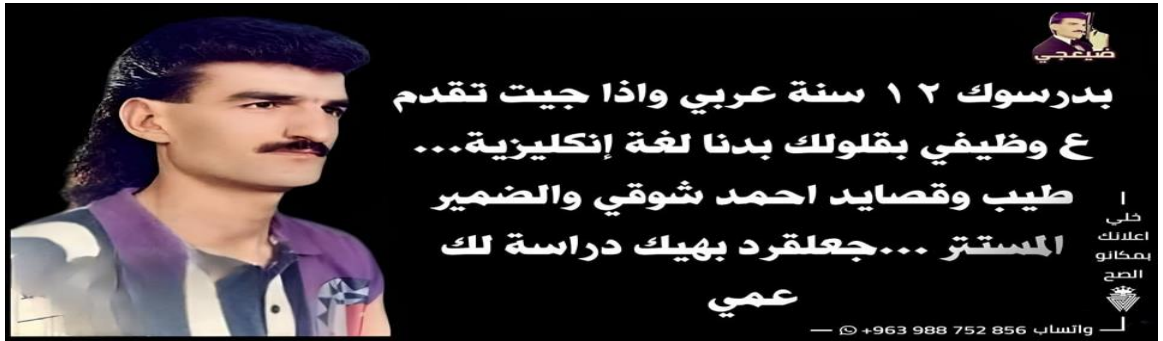 ضيعجي
بدرسوك ١٢ سنة عربي واذا جيت تقدم
ع وظيفي بقلولك بدنا لغة إنكليزية...
طيب وقصايد احمد شوقي والضمير
المستتر ...جعلقرد بهيك دراسة لك
عمي
خلي
اعلانك
بمكانو
الصح
واتساب +963 988 752 856